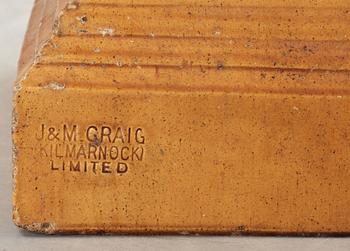 J & M. CRAIG
KILMARNOCK
LIMITED